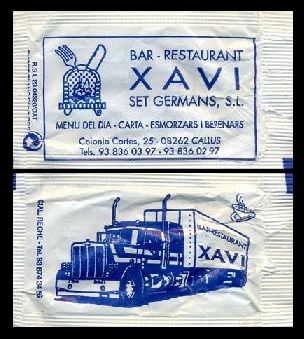 BAR - RESTAURANT
XAVI
SET GERMANS, S.L.
MENU DEL DIA - CARTA - ESMORZARS I BERENARS
Colonia Cortes, 25 - 08262 CALLUS
Tels. 93 836 03 97 - 93 836 02 97
BAR-RESTAURANT
XAVI